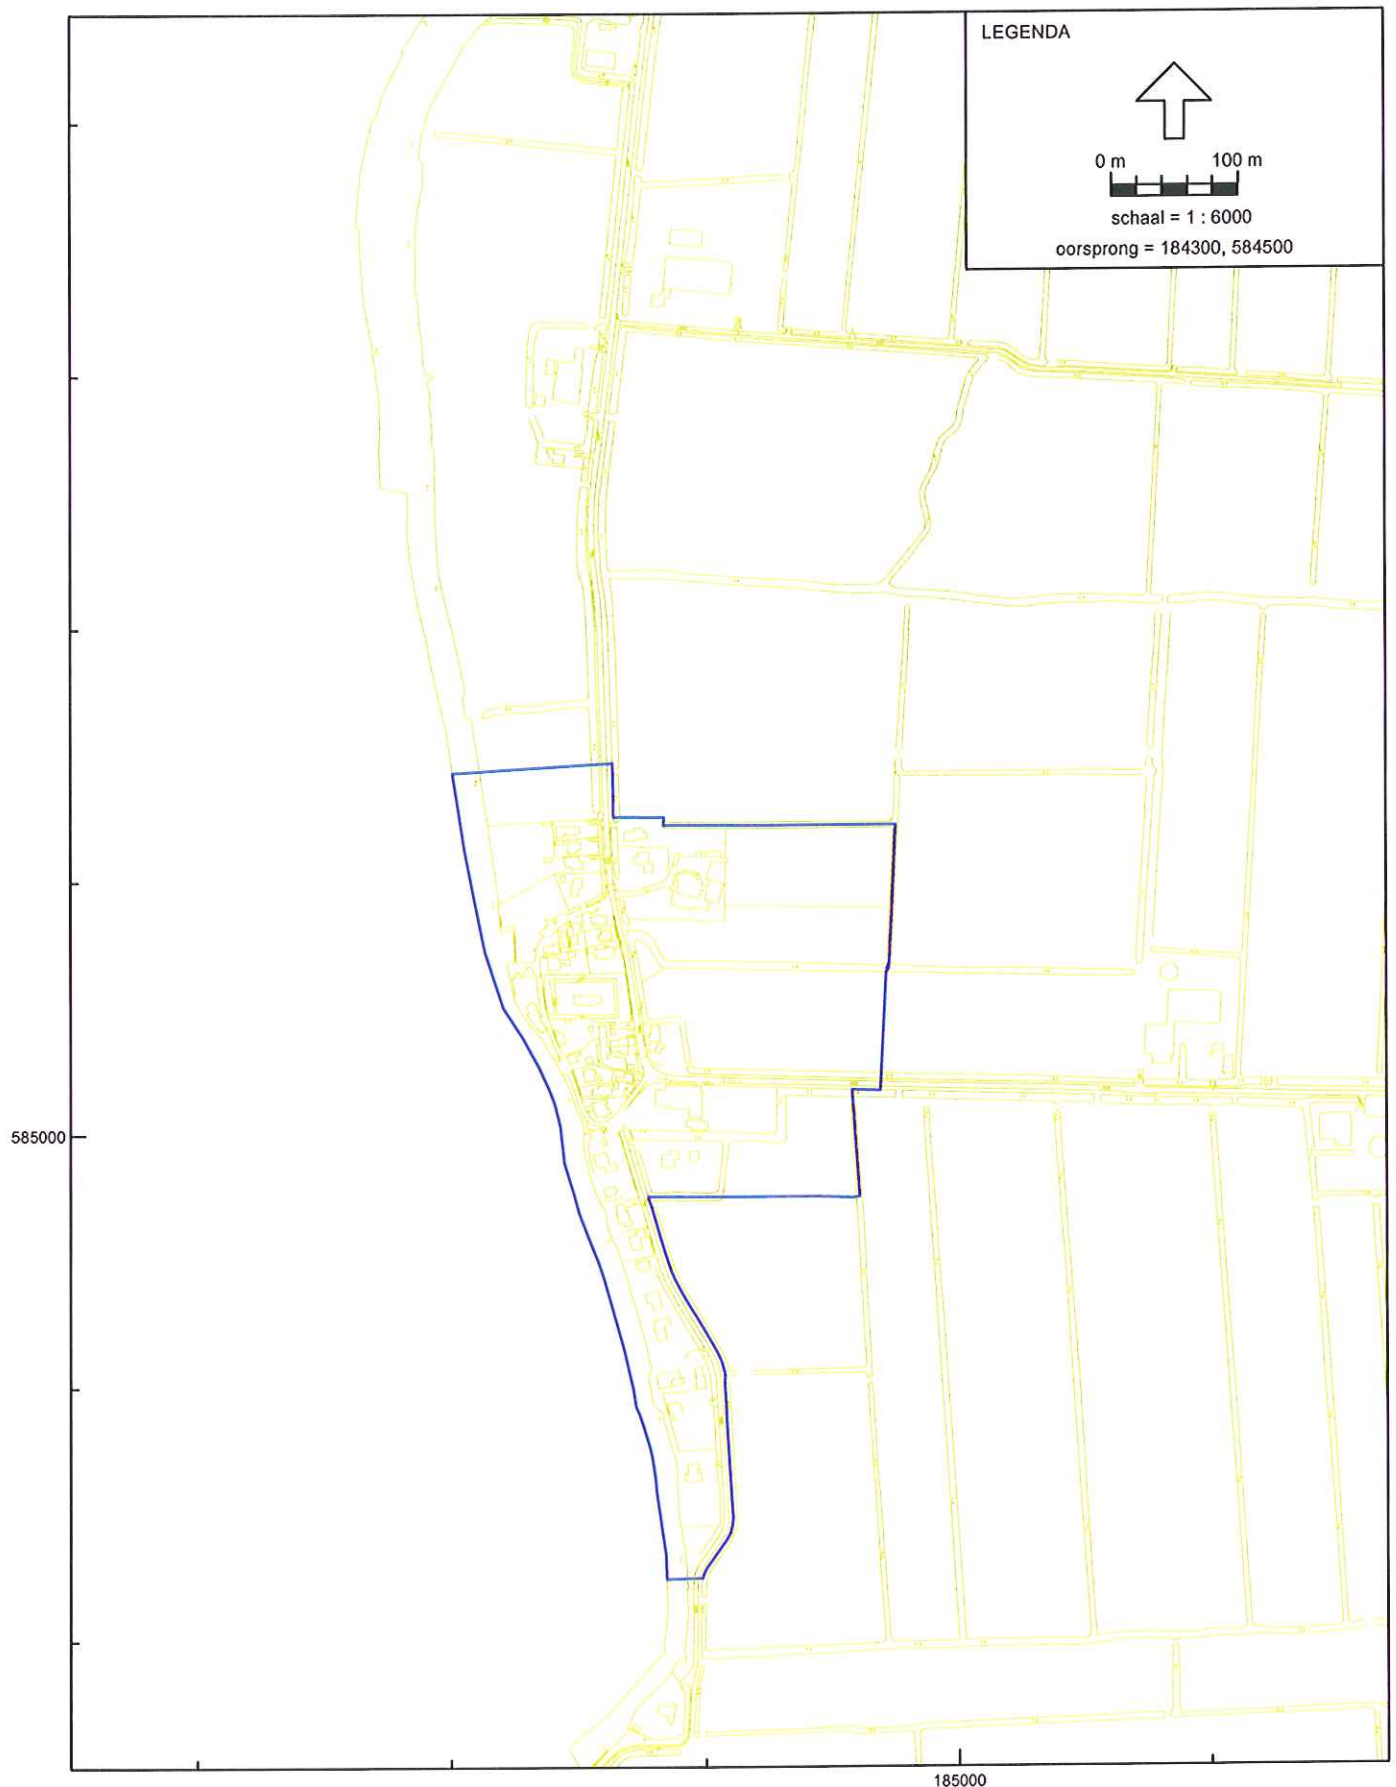 LEGENDA
0 m 100 m
schaal = 1 : 6000
oorsprong = 184300, 584500
585000
185000